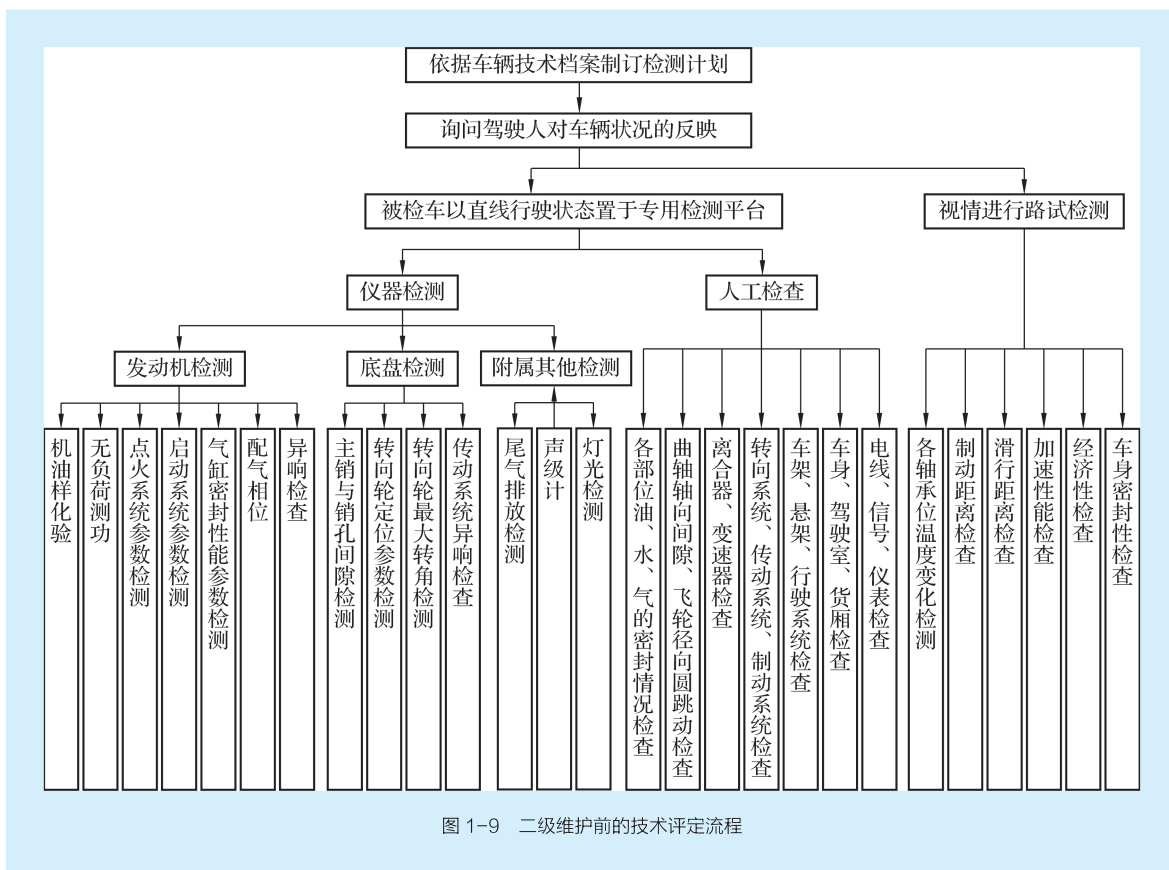 依据车辆技术档案制订检测计划
询问驾驶人对车辆状况的反映
被检车以直线行驶状态置于专用检测平台
视情进行路试检测
仪器检测
人工检查
发动机检测
底盘检测
附属其他检测
机油样化验
无负荷测功
点火系统参数检测
启动系统参数检测
气缸密封性能参数检测
配气相位
异响检查
主销与销孔间隙检测
转向轮定位参数检测
转向轮最大转角检测
传动系统异响检查
尾气排放检测
声级计
灯光检测
各部位油、水、气的密封情况检查
曲轴轴向间隙、飞轮径向圆跳动检查
离合器、变速器检查
转向系统、传动系统、制动系统检查
车架、悬架、行驶系统检查
车身、驾驶室、货厢检查
电线、信号、仪表检查
各轴承位温度变化检测
制动距离检查
滑行距离检查
加速性能检查
经济性检查
车身密封性检查
图 1-9 二级维护前的技术评定流程